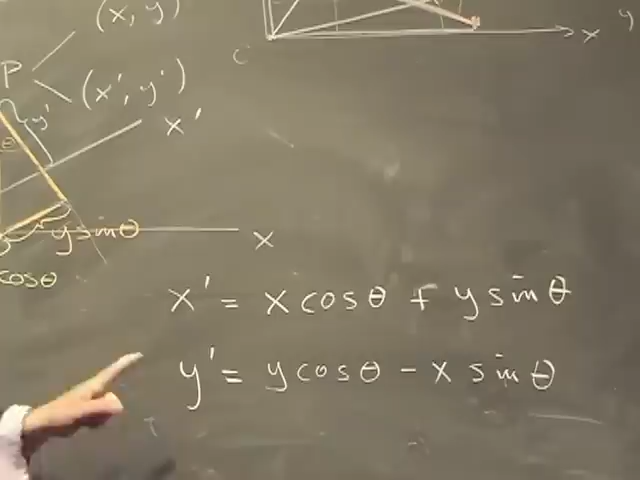 (x, y)
P
(x', y')
y'
x'
θ
y sin θ
x
cos θ
x
y
x' = x cos θ + y sin θ
y' = y cos θ - x sin θ